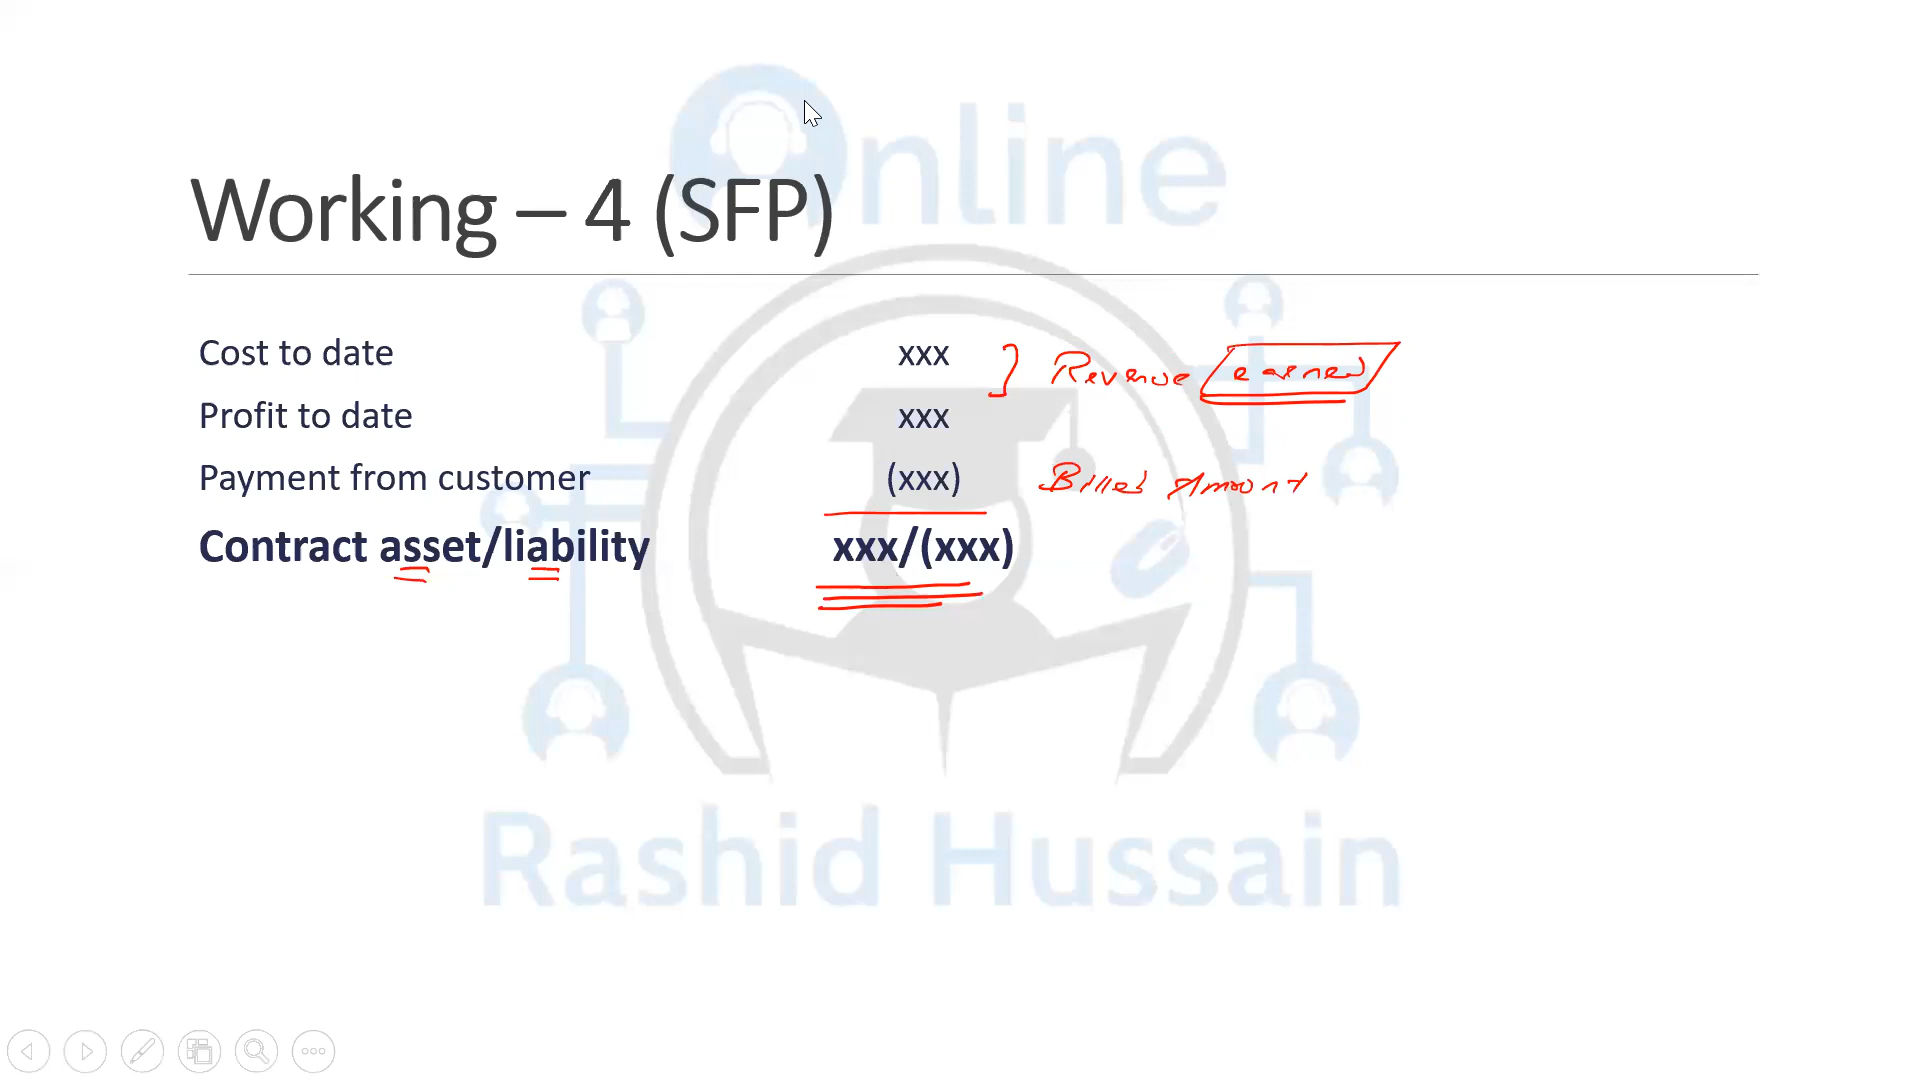 Online
Working – 4 (SFP)
Cost to date xxx Revenue earned
Profit to date xxx
Payment from customer (xxx) Billed Amount
Contract asset/liability xxx/(xxx)
Rashid Hussain